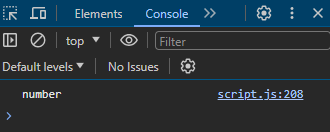 Elements Console >>
top Filter
Default levels No Issues
number script.js:208
>